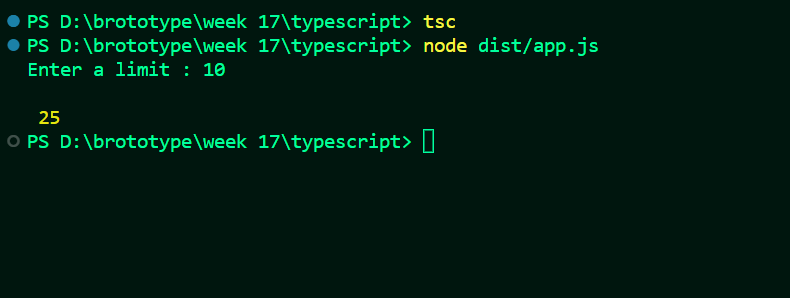 PS D:\brototype\week 17\typescript> tsc
PS D:\brototype\week 17\typescript> node dist/app.js
Enter a limit : 10
25
PS D:\brototype\week 17\typescript>